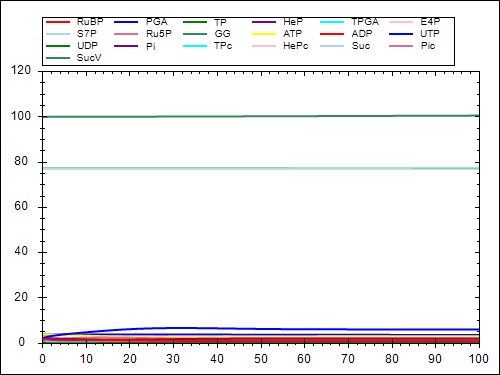 RuBP PGA TP HeP TPGA E4P
S7P Ru5P GG ATP ADP UTP
UDP Pi TPc HePc Suc Pic
SucV
120
100
80
60
40
20
0
0 10 20 30 40 50 60 70 80 90 100